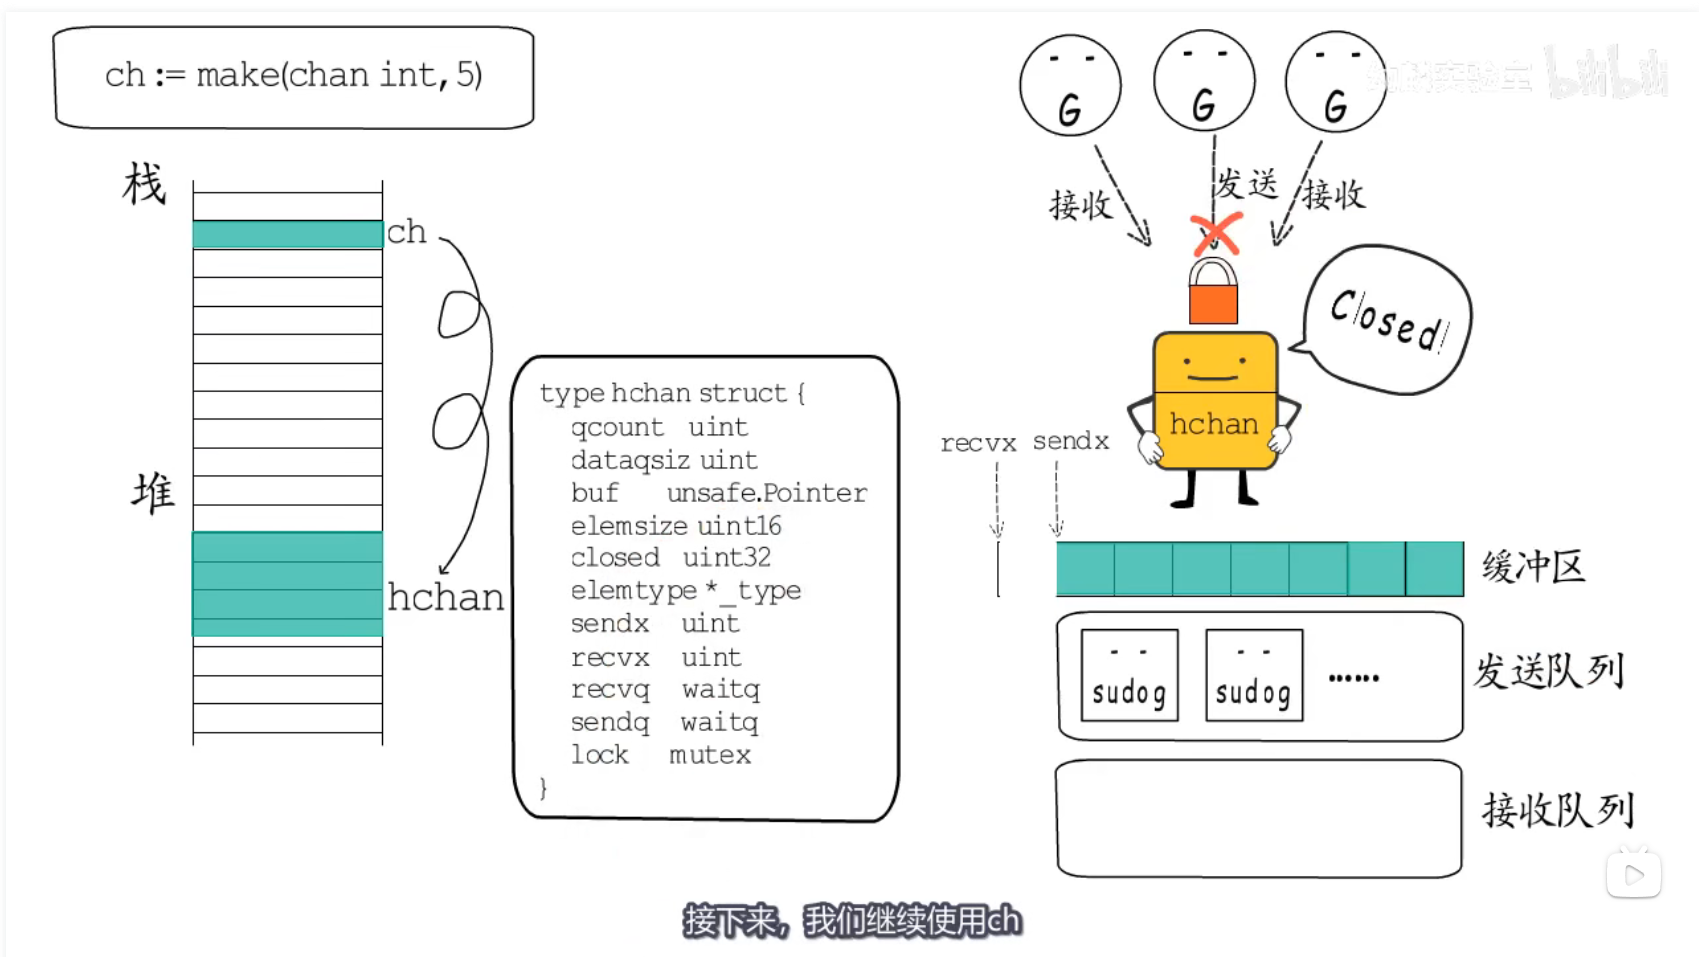 ch := make(chan int, 5)
栈
ch
堆
hchan
type hchan struct {
qcount uint
dataqsiz uint
buf unsafe.Pointer
elemsize uint16
closed uint32
elemtype *_type
sendx uint
recvx uint
recvq waitq
sendq waitq
lock mutex
}
G
G
G
bilibili
接收
发送
接收
Closed!
hchan
recvx
sendx
缓冲区
sudog
sudog
......
发送队列
接收队列
接下来，我们继续使用ch